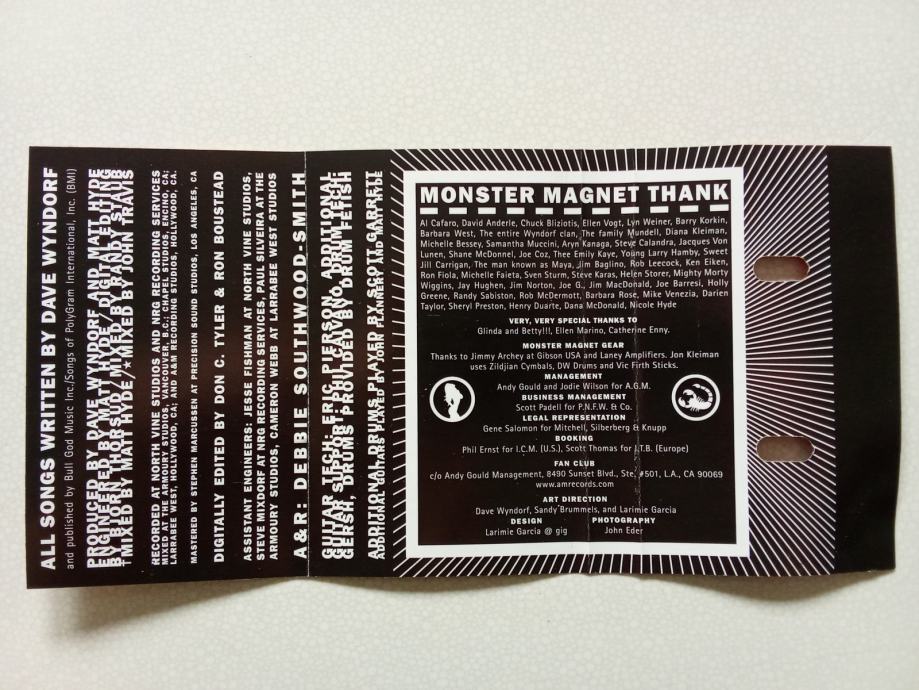 ALL SONGS WRITTEN BY DAVE WYNDORF
and published by Bull God Music Inc./Songs of PolyGram International, Inc. (BMI)
PRODUCED BY DAVE WYNDORF AND MATT HYDE
ENGINEERED BY MATT HYDE/DIGITAL EDITING
†MIXED BY MATT HYDE/★MIXED BY JOHN TRAVIS
RECORDED AT NORTH VINE STUDIOS AND NRG RECORDING SERVICES
MIXED AT THE ARMOURY STUDIOS, VANCOUVER, B.C.; CHAPEL STUDIOS, ENCINO, CA;
LARRABEE WEST, HOLLYWOOD, CA; AND A&M RECORDING STUDIOS, HOLLYWOOD, CA.
MASTERED BY STEPHEN MARCUSSEN AT PRECISION SOUND STUDIOS, LOS ANGELES, CA
DIGITALLY EDITED BY DON C. TYLER & RON BOUSTEAD
ASSISTANT ENGINEERS: JESSE FISHMAN AT NORTH VINE STUDIOS,
STEVE MIXDORF AT NRG RECORDING SERVICES, PAUL SILVEIRA AT THE
ARMOURY STUDIOS, CAMERON WEBB AT LARRABEE WEST STUDIOS
A&R: DEBBIE SOUTHWOOD-SMITH
GUITAR TECH: ERIC PIERSON ADDITIONAL
GERSH, DRUMS PROVIDED BY DRUM FETISH
ADDITIONAL DRUMS PLAYED BY SCOTT GARRETT
ADDITIONAL GUITARS PLAYED BY JOHN FLANNERY AND MATT HYDE
MONSTER MAGNET THANK
Al Cafaro, David Anderle, Chuck Bliziotis, Ellen Vogt, Lyn Weiner, Barry Korkin,
Barbara West, The entire Wyndorf clan, The family Mundell, Diana Kleiman,
Michelle Bessey, Samantha Muccini, Aryn Kanaga, Steve Calandra, Jacques Von
Lunen, Shane McDonnel, Joe Coz, Thee Emily Kaye, Young Larry Hamby, Sweet
Jill Carrigan, The man known as Maya, Jim Baglino, Rob Leecock, Ken Eiken,
Ron Fiola, Michelle Faieta, Sven Sturm, Steve Karas, Helen Storer, Mighty Morty
Wiggins, Jay Hughen, Jim Norton, Joe G., Jim MacDonald, Joe Barresi, Holly
Greene, Randy Sabiston, Rob McDermott, Barbara Rose, Mike Venezia, Darien
Taylor, Sheryl Preston, Henry Duarte, Dana McDonald, Nicole Hyde
VERY, VERY SPECIAL THANKS TO
Glinda and Betty!!!, Ellen Marino, Catherine Enny.
MONSTER MAGNET GEAR
Thanks to Jimmy Archey at Gibson USA and Laney Amplifiers. Jon Kleiman
uses Zildjian Cymbals, DW Drums and Vic Firth Sticks.
MANAGEMENT
Andy Gould and Jodie Wilson for A.G.M.
BUSINESS MANAGEMENT
Scott Padell for P.N.F.W. & Co.
LEGAL REPRESENTATION
Gene Salomon for Mitchell, Silberberg & Knupp
BOOKING
Phil Ernst for I.C.M. (U.S.), Scott Thomas for I.T.B. (Europe)
FAN CLUB
c/o Andy Gould Management, 8490 Sunset Blvd., Ste. #501, L.A., CA 90069
www.amrecords.com
ART DIRECTION
Dave Wyndorf, Sandy Brummels, and Larimie Garcia
DESIGN PHOTOGRAPHY
Larimie Garcia @ gig John Eder